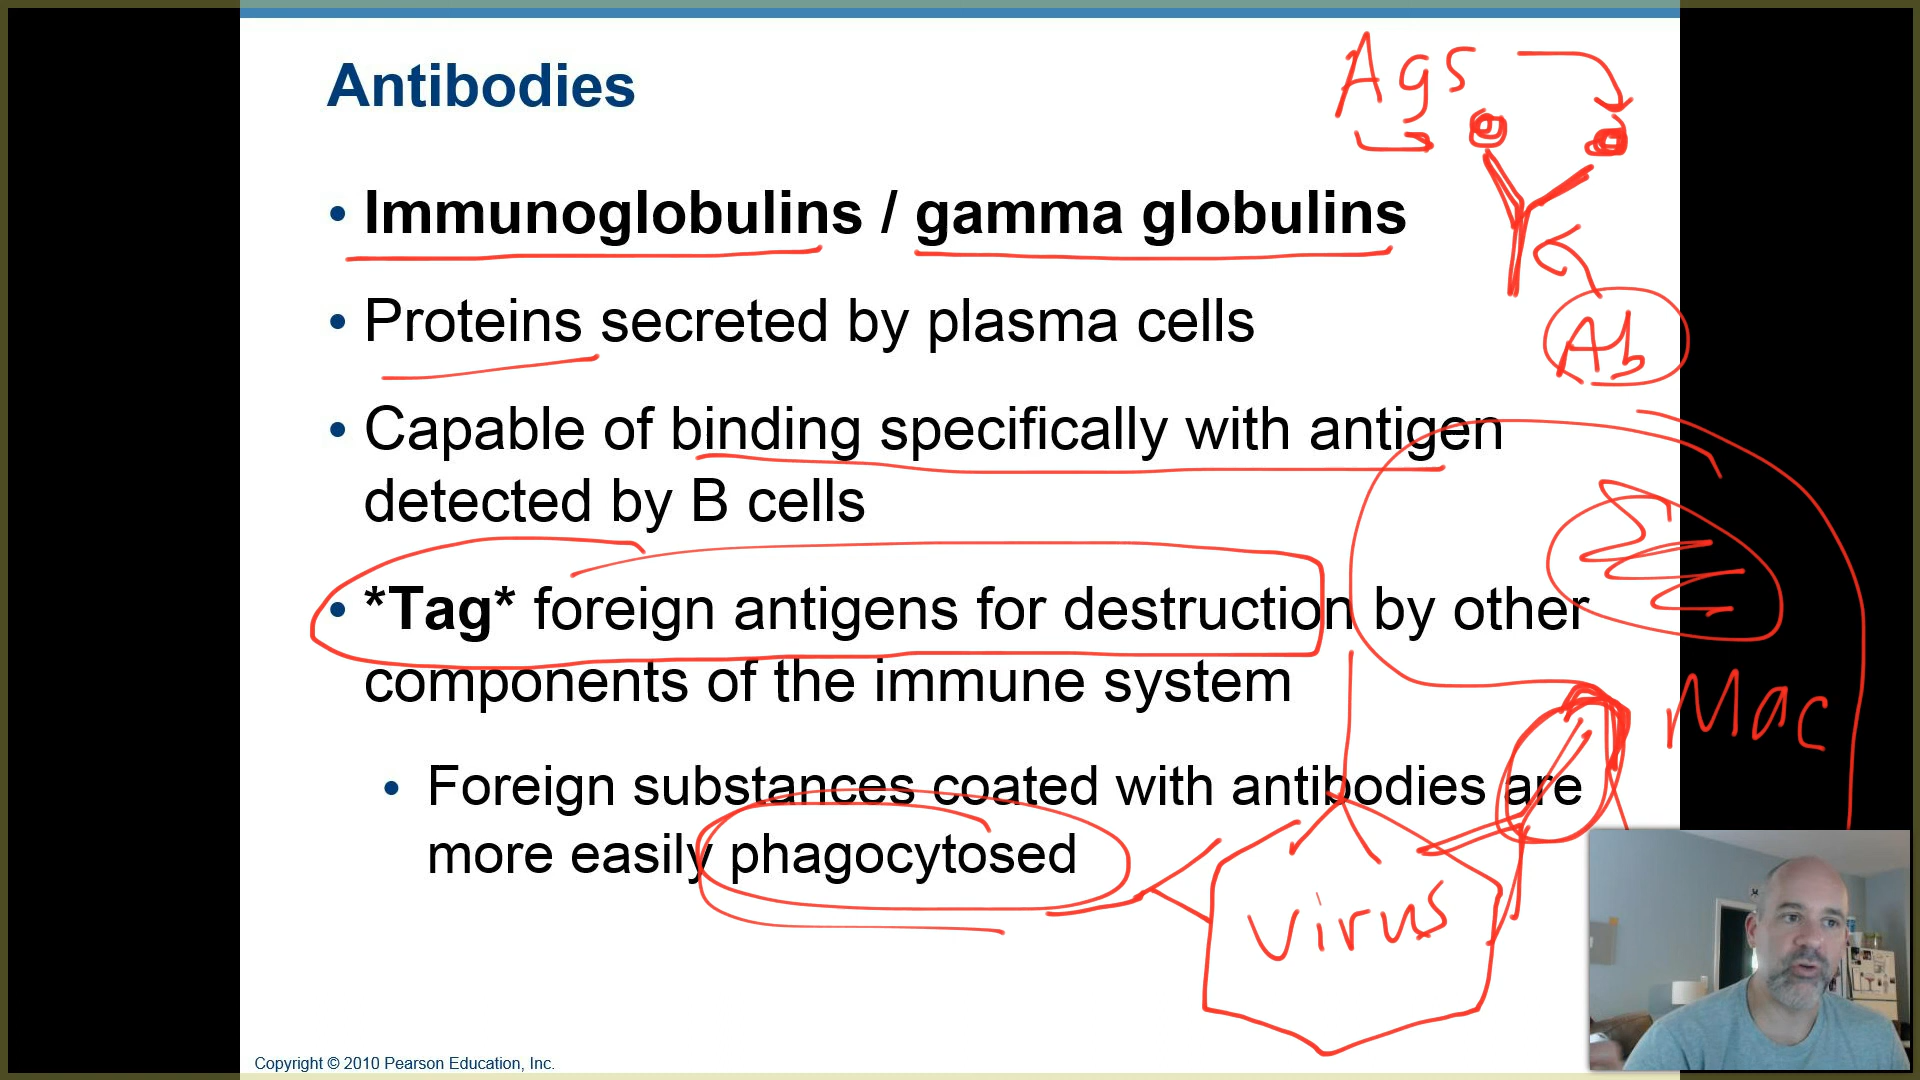 Antibodies
Ags
• Immunoglobulins / gamma globulins
• Proteins secreted by plasma cells
Ab
• Capable of binding specifically with antigen
detected by B cells
• *Tag* foreign antigens for destruction by other
components of the immune system
Mac
• Foreign substances coated with antibodies are
more easily phagocytosed
Virus
Copyright © 2010 Pearson Education, Inc.